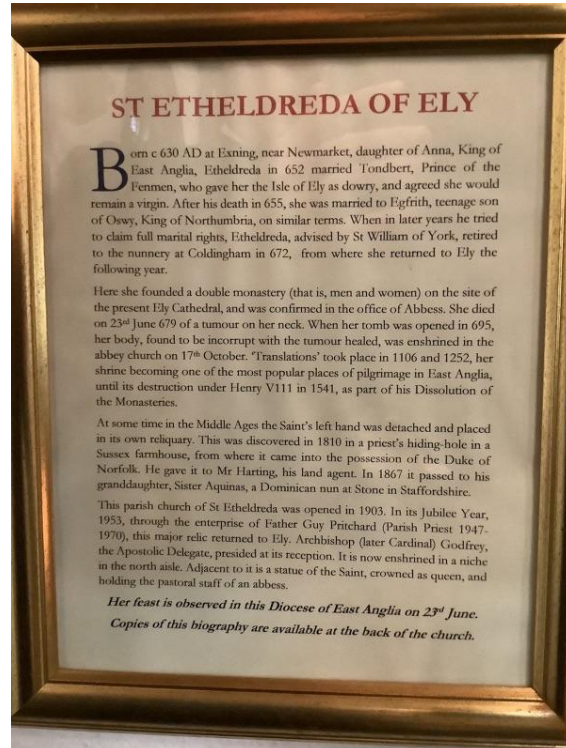 ST ETHELDREDA OF ELY
Born c 630 AD at Exning, near Newmarket, daughter of Anna, King of
East Anglia, Etheldreda in 652 married Tondbert, Prince of the
Fenmen, who gave her the Isle of Ely as dowry, and agreed she would
remain a virgin. After his death in 655, she was married to Egfrith, teenage son
of Oswy, King of Northumbria, on similar terms. When in later years he tried
to claim full marital rights, Etheldreda, advised by St William of York, retired
to the nunnery at Coldingham in 672, from where she returned to Ely the
following year.
Here she founded a double monastery (that is, men and women) on the site of
the present Ely Cathedral, and was confirmed in the office of Abbess. She died
on 23rd June 679 of a tumour on her neck. When her tomb was opened in 695,
her body, found to be incorrupt with the tumour healed, was enshrined in the
abbey church on 17th October. 'Translations' took place in 1106 and 1252, her
shrine becoming one of the most popular places of pilgrimage in East Anglia,
until its destruction under Henry V111 in 1541, as part of his Dissolution of
the Monasteries.
At some time in the Middle Ages the Saint's left hand was detached and placed
in its own reliquary. This was discovered in 1810 in a priest's hiding-hole in a
Sussex farmhouse, from where it came into the possession of the Duke of
Norfolk. He gave it to Mr Harting, his land agent. In 1867 it passed to his
granddaughter, Sister Aquinas, a Dominican nun at Stone in Staffordshire.
This parish church of St Etheldreda was opened in 1903. In its Jubilee Year,
1953, through the enterprise of Father Guy Pritchard (Parish Priest 1947-
1970), this major relic returned to Ely. Archbishop (later Cardinal) Godfrey,
the Apostolic Delegate, presided at its reception. It is now enshrined in a niche
in the north aisle. Adjacent to it is a statue of the Saint, crowned as queen, and
holding the pastoral staff of an abbess.
Her feast is observed in this Diocese of East Anglia on 23rd June.
Copies of this biography are available at the back of the church.